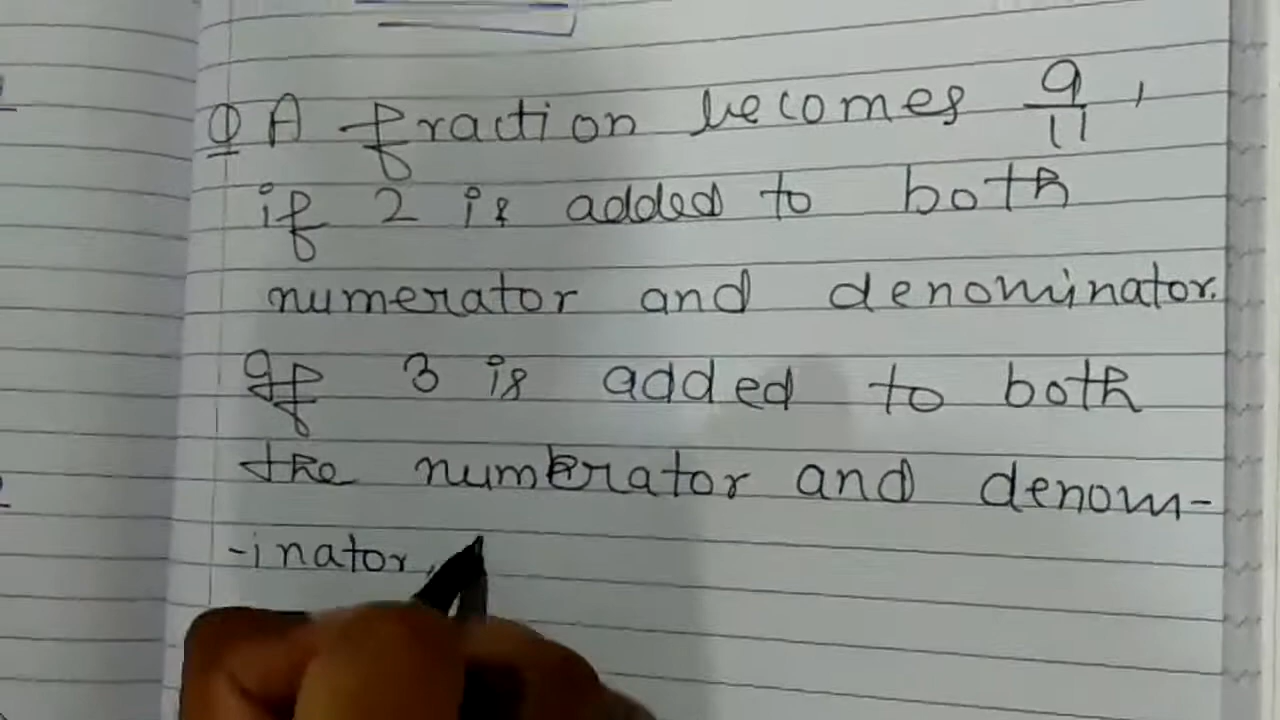 Q A fraction becomes 9/11,
if 2 is added to both
numerator and denominator.
If 3 is added to both
the numerator and denom-
-inator,